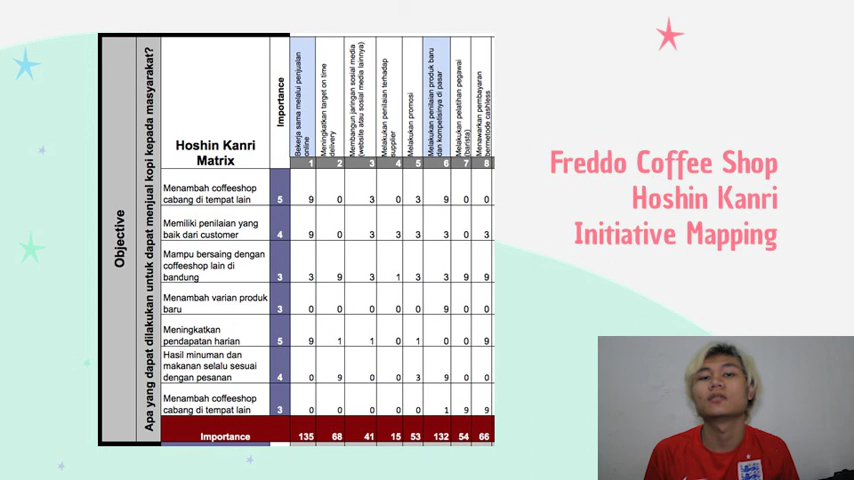 Objective
Apa yang dapat dilakukan untuk dapat menjual kopi kepada masyarakat?
Hoshin Kanri
Matrix
Importance
Bekerja sama melalui penjualan
online
Meningkatkan target on time
delivery
Membangun jaringan sosial media
(website atau sosial media lainnya)
Melakukan penilaian terhadap
supplier
Melakukan promosi
Melakukan penilaian produk baru
dan kompetisinya di pasar
Melakukan pelatihan pegawai
(barista)
Menawarkan pembayaran
bermetode cashless
1 2 3 4 5 6 7 8
Menambah coffeeshop
cabang di tempat lain 5 9 0 3 0 3 9 0 0
Memiliki penilaian yang
baik dari customer 4 9 0 3 3 3 3 0 3
Mampu bersaing dengan
coffeeshop lain di
bandung 3 3 9 3 1 3 3 9 9
Menambah varian produk
baru 3 0 0 0 0 0 9 0 0
Meningkatkan
pendapatan harian 5 9 1 1 0 1 0 0 9
Hasil minuman dan
makanan selalu sesuai
dengan pesanan 4 0 9 0 0 3 9 0 0
Menambah coffeeshop
cabang di tempat lain 3 0 0 0 0 0 1 9 9
Importance 135 68 41 15 53 132 54 66
Freddo Coffee Shop
Hoshin Kanri
Initiative Mapping